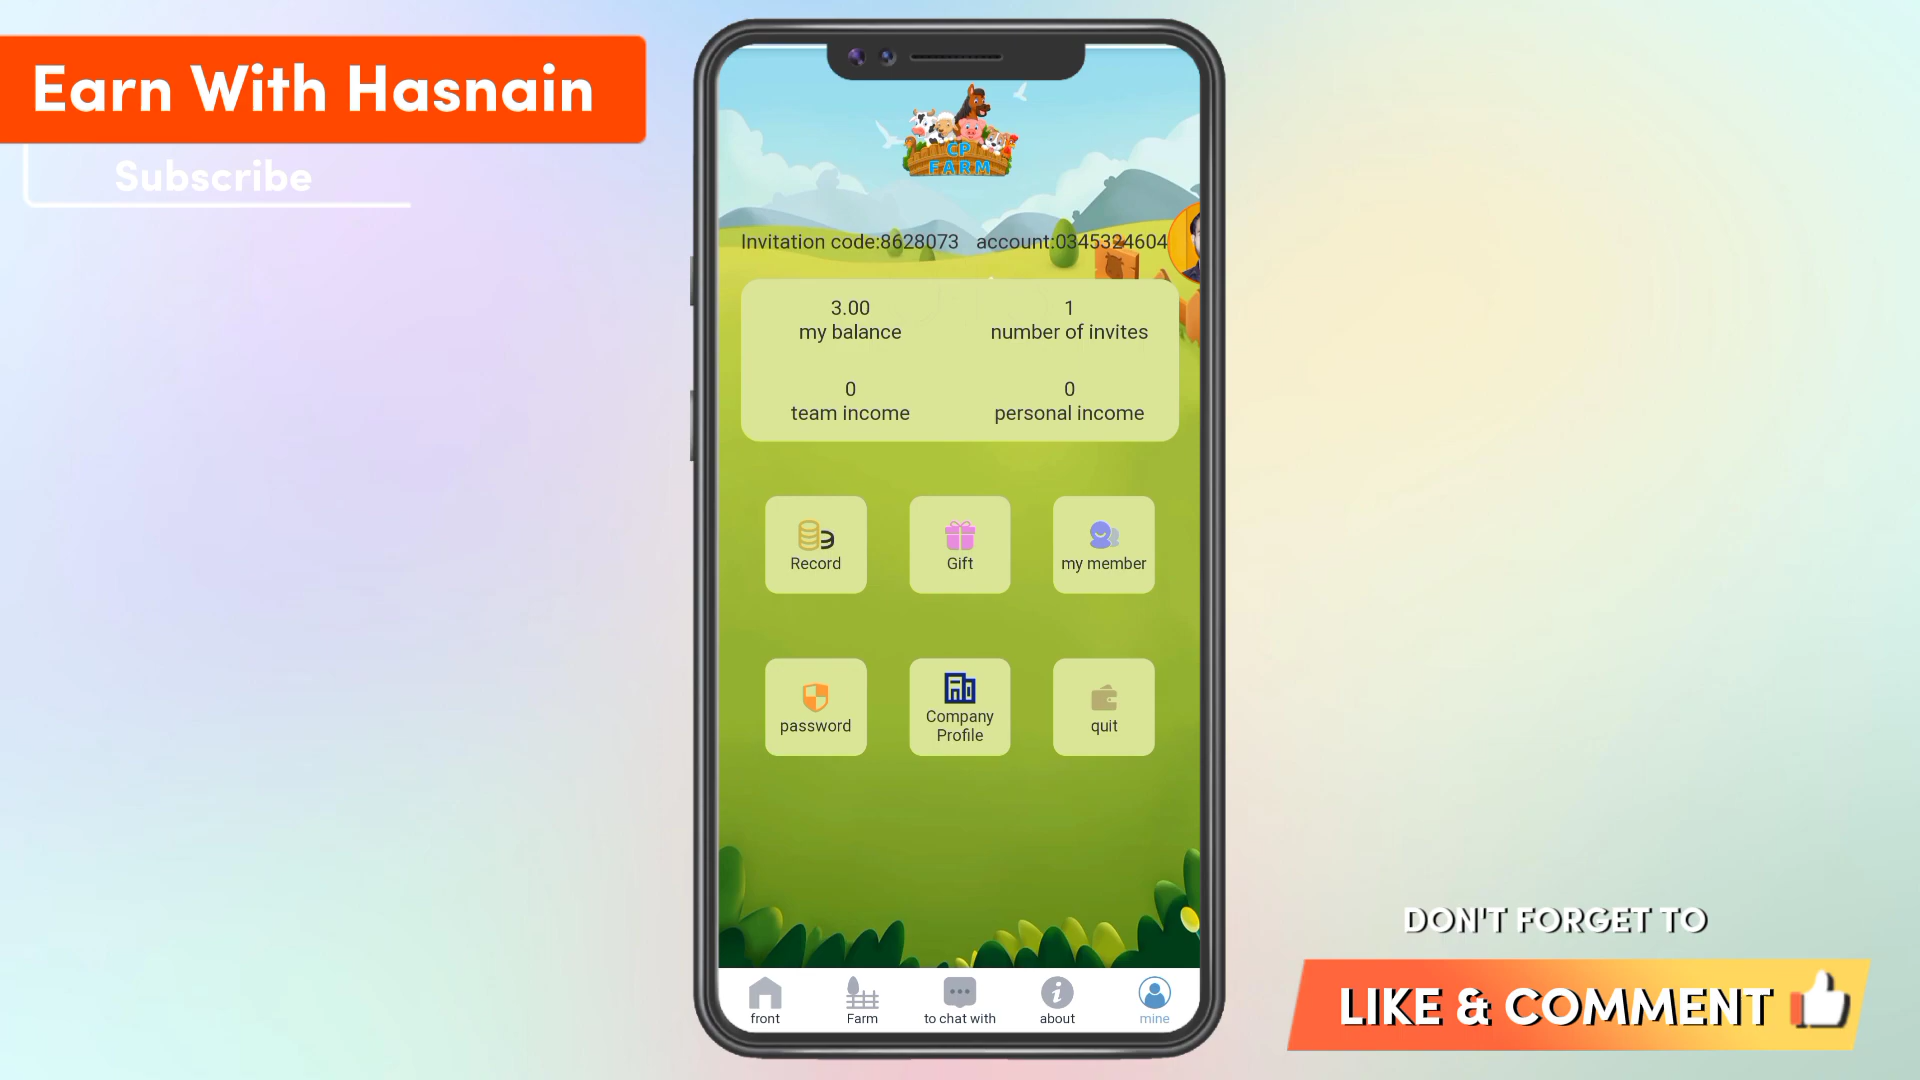 Earn With Hasnain
Subscribe
CP
FARM
Invitation code:8628073 account:0345324604
3.00
my balance
1
number of invites
0
team income
0
personal income
Record
Gift
my member
password
Company
Profile
quit
front
Farm
to chat with
about
mine
DON'T FORGET TO
LIKE & COMMENT